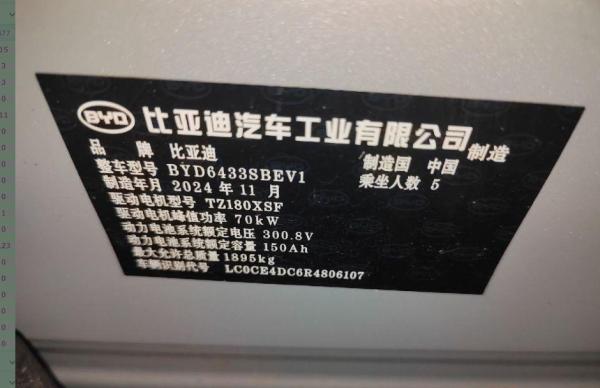 BYD 比亚迪汽车工业有限公司 制造
品 牌 比亚迪 制造国 中国
整车型号 BYD6433SBEV1 乘坐人数 5
制造年月 2024 年 11 月
驱动电机型号 TZ180XSF
驱动电机峰值功率 70kW
动力电池系统额定电压 300.8V
动力电池系统额定容量 150Ah
最大允许总质量 1895kg
车辆识别代号 LC0CE4DC6R4806107